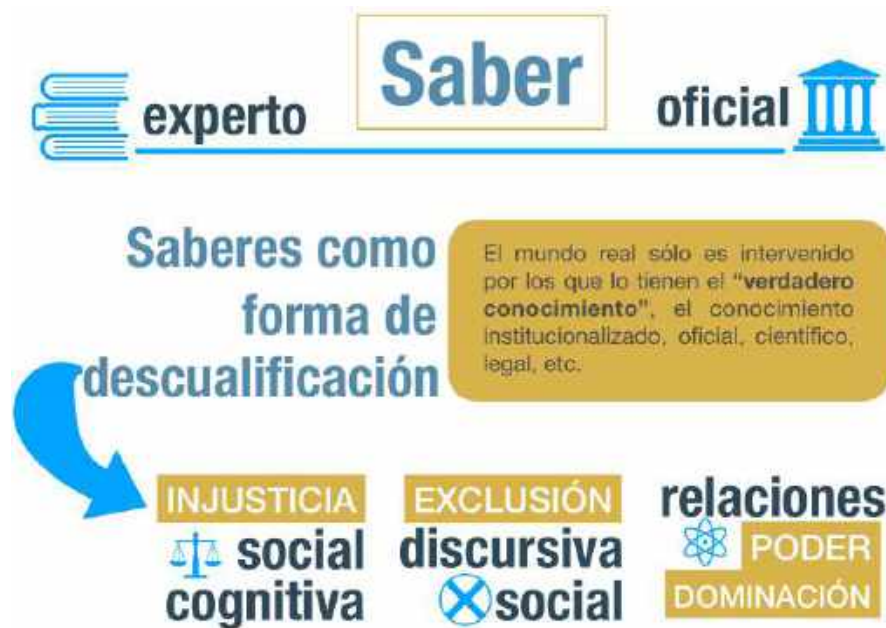 Saber
experto
oficial
Saberes como
forma de
descualificación
El mundo real sólo es intervenido
por los que lo tienen el "verdadero
conocimiento", el conocimiento
institucionalizado, oficial, científico,
legal, etc.
INJUSTICIA
social
cognitiva
EXCLUSIÓN
discursiva
social
relaciones
PODER
DOMINACIÓN